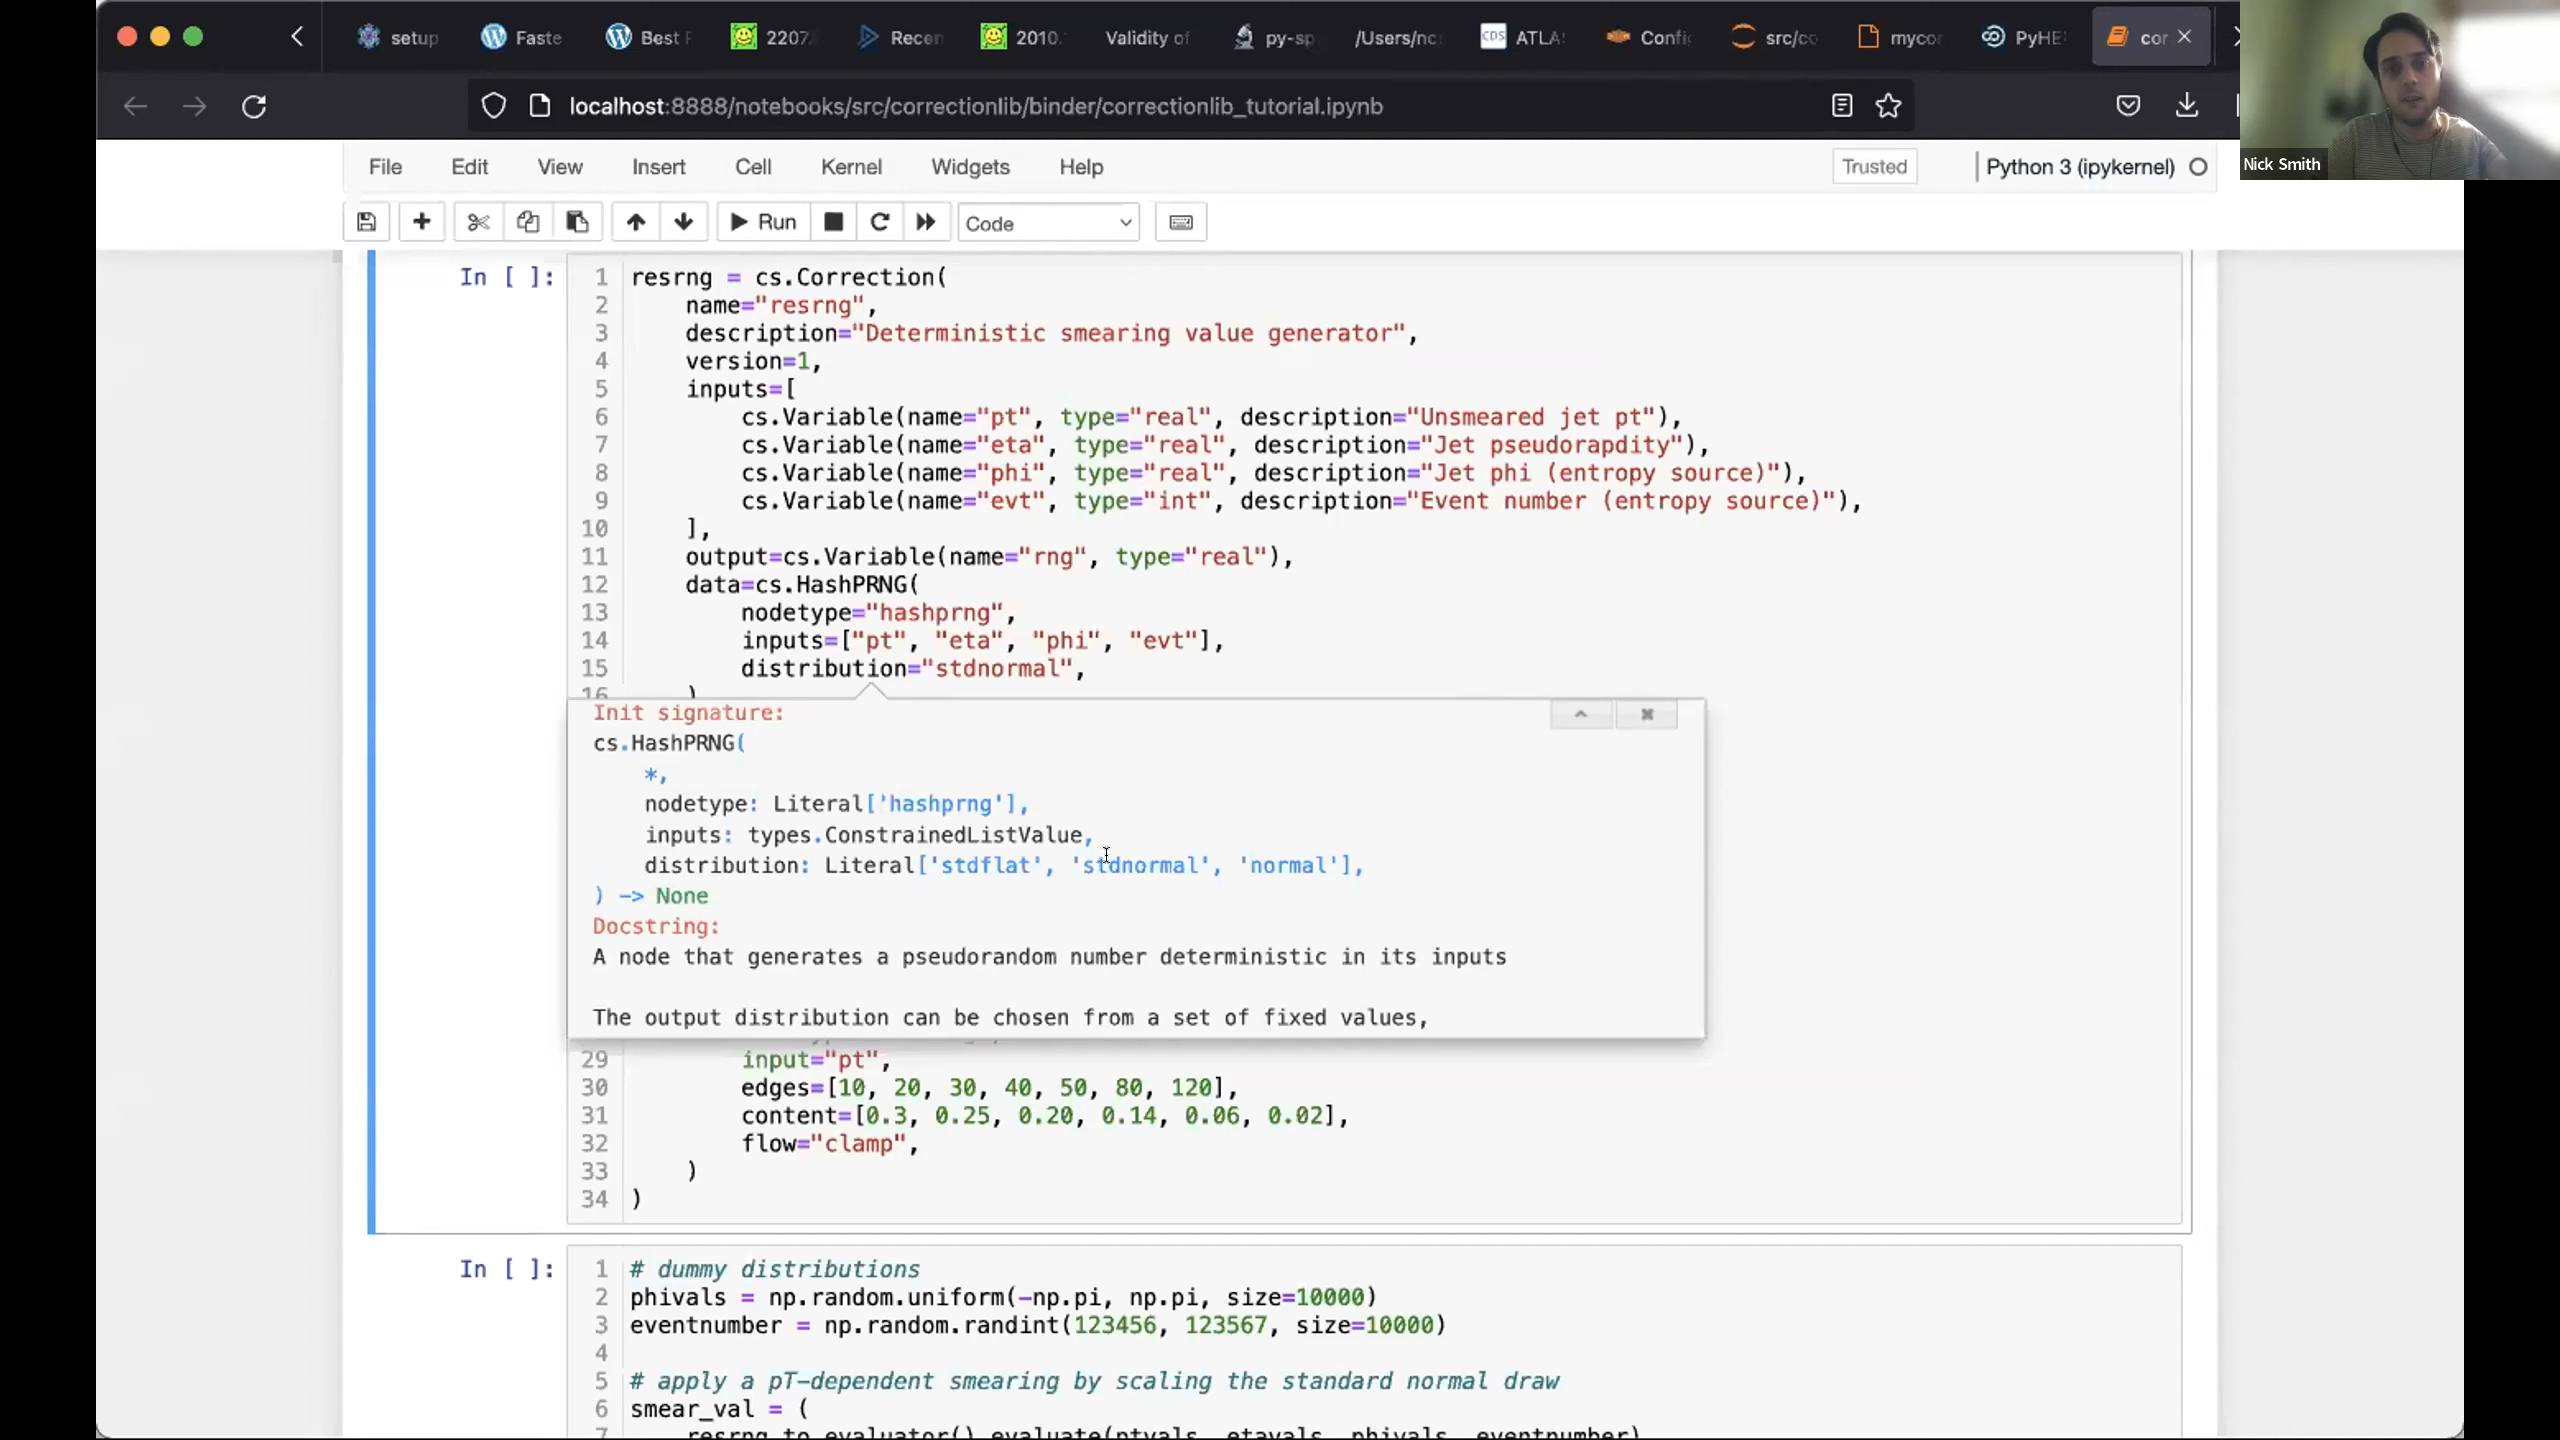 setup
Faste
Best F
2207.
Recen
2010.
Validity of
py-sp
/Users/nc
CDS
ATLA
Config
src/co
mycor
PyHE
cor
localhost:8888/notebooks/src/correctionlib/binder/correctionlib_tutorial.ipynb
Nick Smith
File Edit View Insert Cell Kernel Widgets Help
Trusted
Python 3 (ipykernel)
Run
Code
In [ ]:
1 resrng = cs.Correction(
2 name="resrng",
3 description="Deterministic smearing value generator",
4 version=1,
5 inputs=[
6 cs.Variable(name="pt", type="real", description="Unsmeared jet pt"),
7 cs.Variable(name="eta", type="real", description="Jet pseudorapdity"),
8 cs.Variable(name="phi", type="real", description="Jet phi (entropy source)"),
9 cs.Variable(name="evt", type="int", description="Event number (entropy source)"),
10 ],
11 output=cs.Variable(name="rng", type="real"),
12 data=cs.HashPRNG(
13 nodetype="hashprng",
14 inputs=["pt", "eta", "phi", "evt"],
15 distribution="stdnormal",
16 )
Init signature:
cs.HashPRNG(
*,
nodetype: Literal['hashprng'],
inputs: types.ConstrainedListValue,
distribution: Literal['stdflat', 'stdnormal', 'normal'],
) -> None
Docstring:
A node that generates a pseudorandom number deterministic in its inputs
The output distribution can be chosen from a set of fixed values,
29 input="pt",
30 edges=[10, 20, 30, 40, 50, 80, 120],
31 content=[0.3, 0.25, 0.20, 0.14, 0.06, 0.02],
32 flow="clamp",
33 )
34 )
In [ ]:
1 # dummy distributions
2 phivals = np.random.uniform(-np.pi, np.pi, size=10000)
3 eventnumber = np.random.randint(123456, 123567, size=10000)
4
5 # apply a pT-dependent smearing by scaling the standard normal draw
6 smear_val = (
7 resrng.to_evaluator().evaluate(ptvals, etavals, phivals, eventnumber)